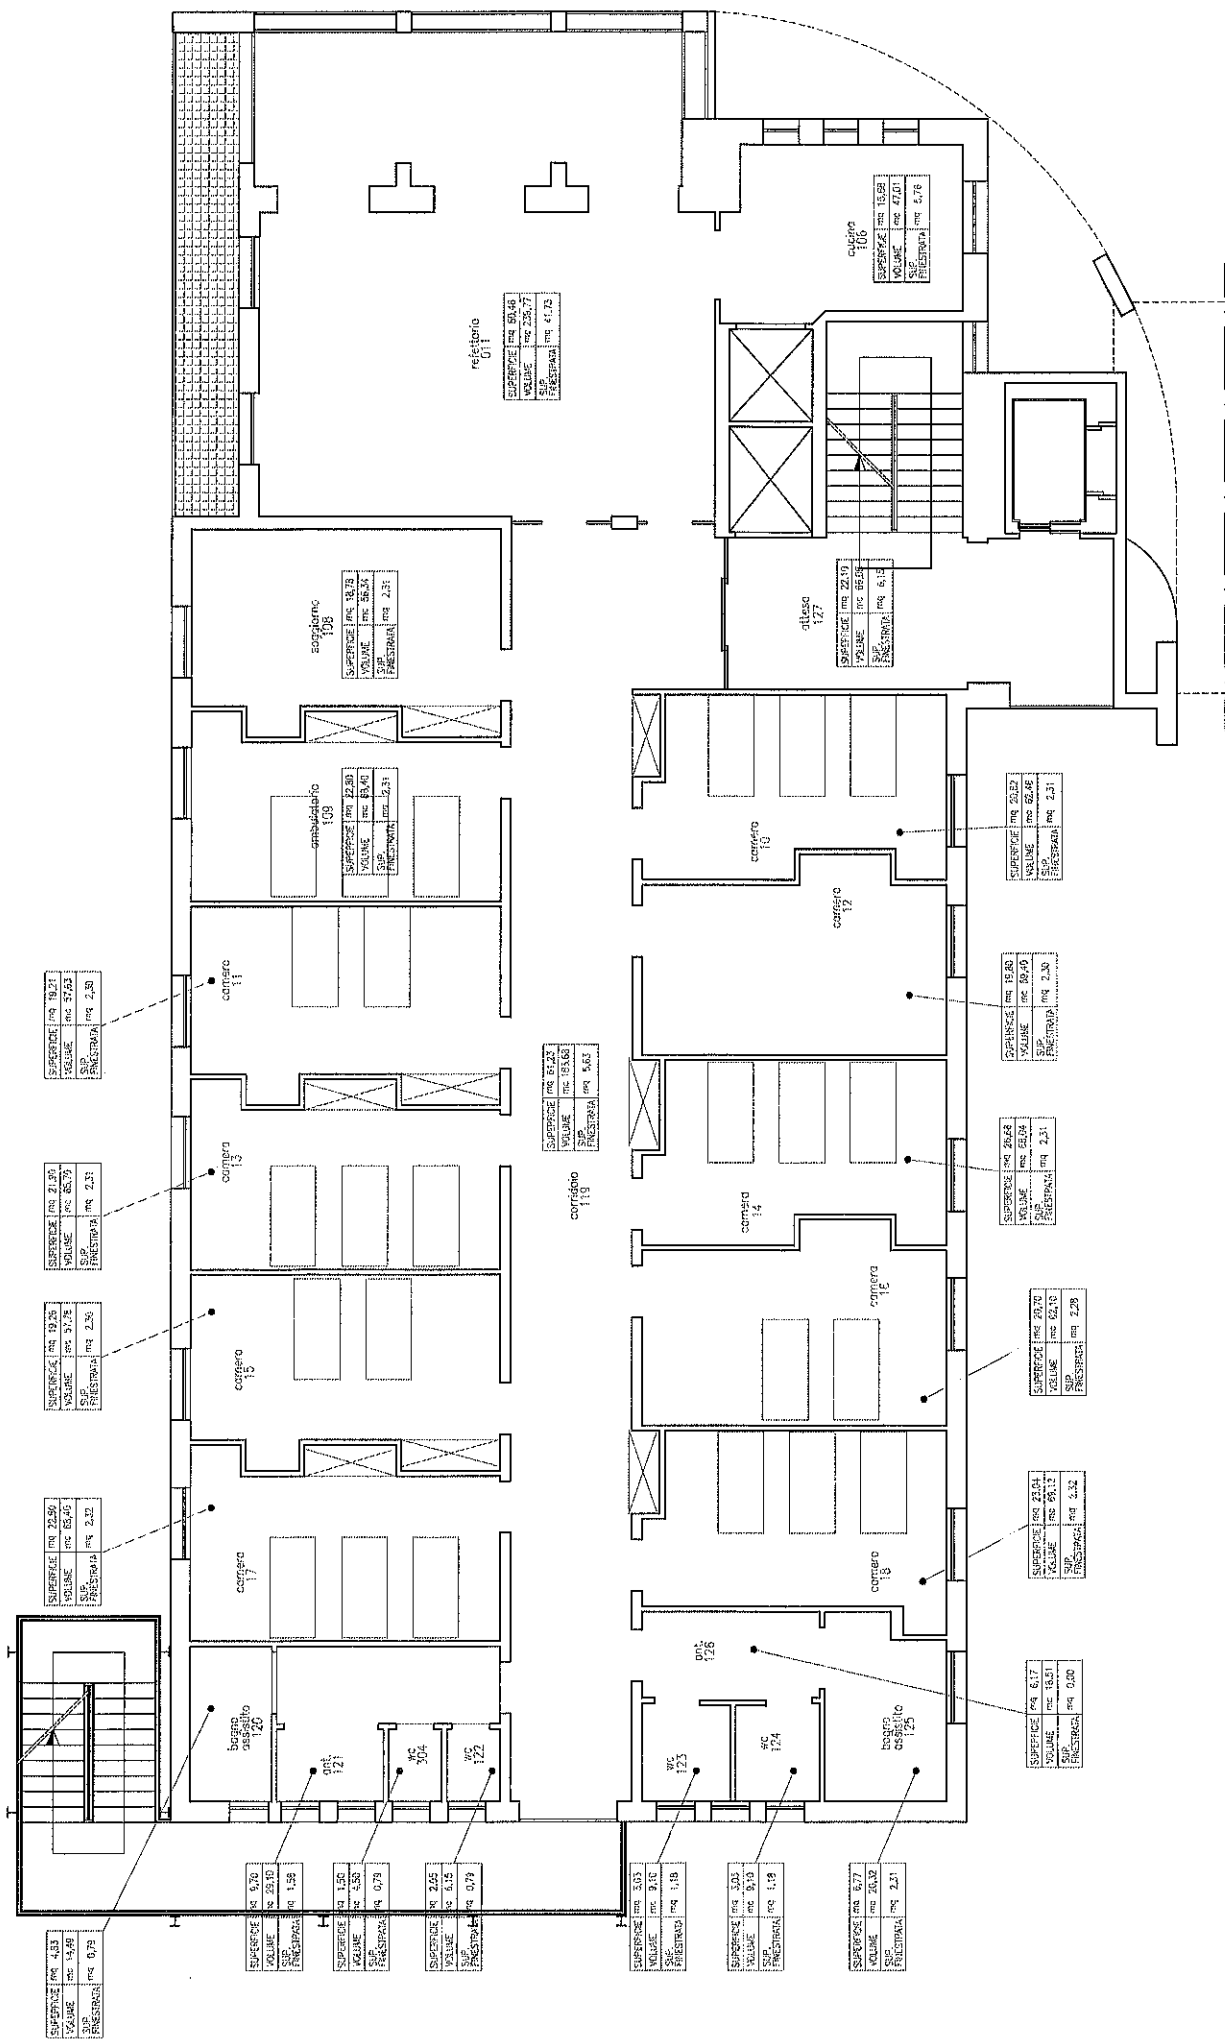 refettorio
011
SUPERFICIE mq
VOLUME mc 239,77
SUP. FINESTRATA mq 41,73
cucina
106
SUPERFICIE mq 15,68
VOLUME mc 47,01
SUP. FINESTRATA mq 5,76
soggiorno
108
SUPERFICIE mq 18,78
VOLUME mc 56,34
SUP. FINESTRATA mq 2,31
attesa
127
SUPERFICIE mq 22,19
VOLUME mc
SUP. FINESTRATA mq 6,15
ambulatorio
109
SUPERFICIE mq 22,80
VOLUME mc 68,40
SUP. FINESTRATA mq 2,31
camera
10
SUPERFICIE mq 20,82
VOLUME mc 62,46
SUP. FINESTRATA mq 2,31
camera
11
SUPERFICIE mq 19,21
VOLUME mc 57,63
SUP. FINESTRATA mq 2,30
camera
12
SUPERFICIE mq 19,80
VOLUME mc 59,40
SUP. FINESTRATA mq 2,30
camera
13
SUPERFICIE mq 21,90
VOLUME mc 65,70
SUP. FINESTRATA mq 2,31
corridoio
119
SUPERFICIE mq 61,23
VOLUME mc 183,68
SUP. FINESTRATA mq 5,63
camera
14
SUPERFICIE mq
VOLUME mc 68,04
SUP. FINESTRATA mq 2,31
camera
15
SUPERFICIE mq 19,26
VOLUME mc 57,78
SUP. FINESTRATA mq 2,30
camera
16
SUPERFICIE mq 20,70
VOLUME mc 62,10
SUP. FINESTRATA mq 2,28
camera
17
SUPERFICIE mq 22,80
VOLUME mc 68,40
SUP. FINESTRATA mq 2,32
camera
18
SUPERFICIE mq 23,04
VOLUME mc 69,12
SUP. FINESTRATA mq 2,32
bagno
assistito
120
SUPERFICIE mq 4,83
VOLUME mc 14,49
SUP. FINESTRATA mq 0,79
ant.
121
SUPERFICIE mq 9,70
VOLUME mc 29,10
SUP. FINESTRATA mq 1,58
wc
304
SUPERFICIE mq 1,50
VOLUME mc 4,50
SUP. FINESTRATA mq 0,79
wc
122
SUPERFICIE mq 2,05
VOLUME mc 6,15
SUP. FINESTRATA mq 0,79
wc
123
SUPERFICIE mq 3,03
VOLUME mc 9,10
SUP. FINESTRATA mq 1,18
wc
124
SUPERFICIE mq 3,03
VOLUME mc 9,10
SUP. FINESTRATA mq 1,18
bagno
assistito
125
SUPERFICIE mq 6,77
VOLUME mc 20,32
SUP. FINESTRATA mq 2,31
ant.
126
SUPERFICIE mq 6,17
VOLUME mc 18,51
SUP. FINESTRATA mq 0,00